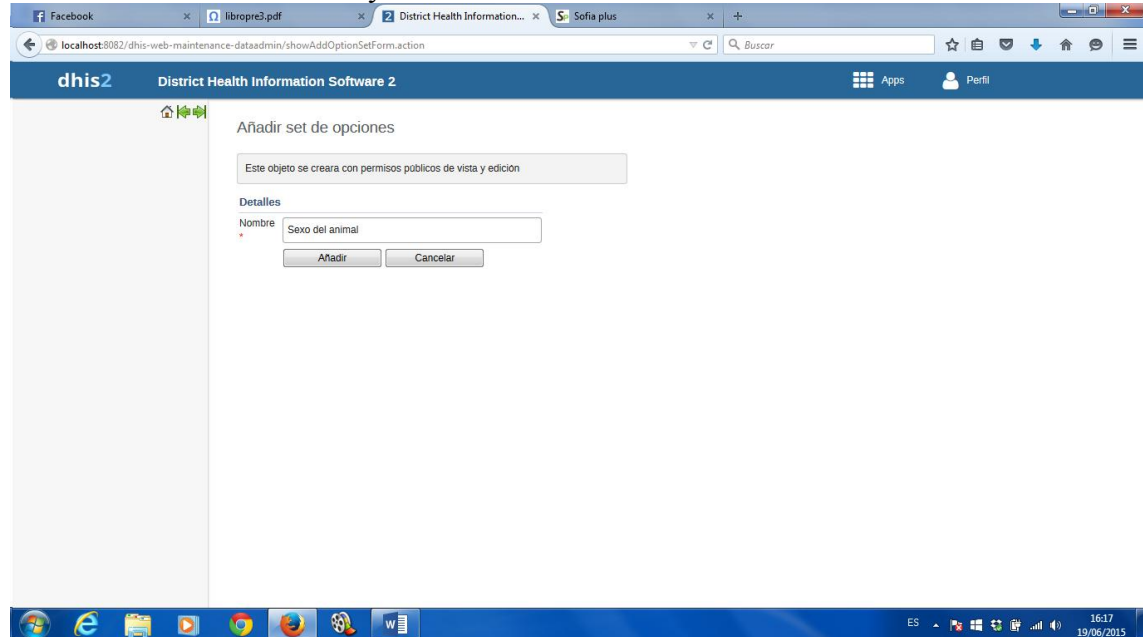 y
Facebook
libropre3.pdf
District Health Information...
Sofia plus
localhost:8082/dhis-web-maintenance-dataadmin/showAddOptionSetForm.action
Buscar
dhis2
District Health Information Software 2
Apps
Perfil
Añadir set de opciones
Este objeto se creara con permisos públicos de vista y edición
Detalles
Nombre
*
Sexo del animal
Añadir
Cancelar
ES
16:17
19/06/2015